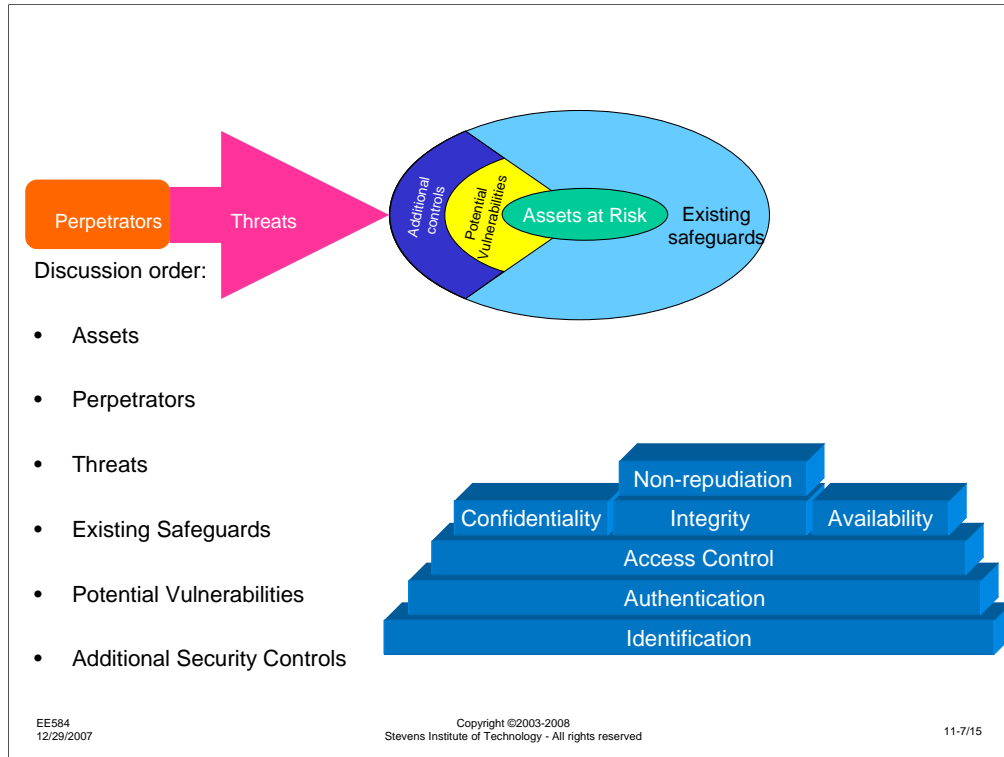 Perpetrators
Threats
Additional
controls
Potential
Vulnerabilities
Assets at Risk
Existing
safeguards
Discussion order:
• Assets
• Perpetrators
• Threats
• Existing Safeguards
• Potential Vulnerabilities
• Additional Security Controls
Non-repudiation
Confidentiality
Integrity
Availability
Access Control
Authentication
Identification
EE584
12/29/2007
Copyright ©2003-2008
Stevens Institute of Technology - All rights reserved
11-7/15